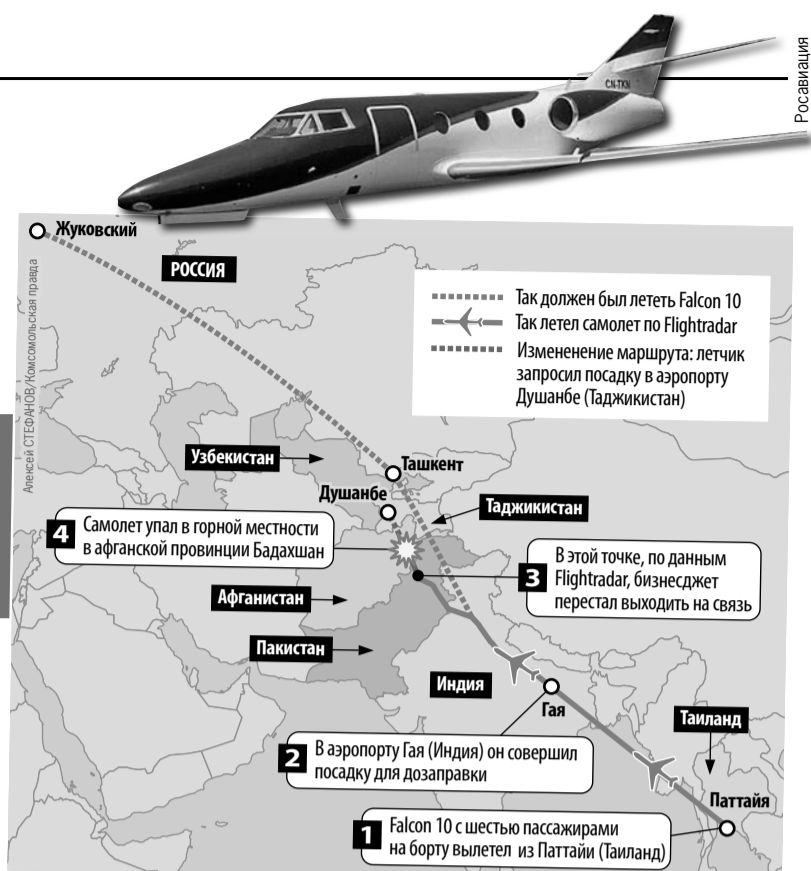 Росавиация
CN-TKN
Жуковский
РОССИЯ
Алексей СТЕФАНОВ/Комсомольская правда
Так должен был лететь Falcon 10
Так летел самолет по Flightradar
Измененение маршрута: летчик
запросил посадку в аэропорту
Душанбе (Таджикистан)
Узбекистан
Ташкент
Душанбе
Таджикистан
4 Самолет упал в горной местности
в афганской провинции Бадахшан
3 В этой точке, по данным
Flightradar, бизнесджет
перестал выходить на связь
Афганистан
Пакистан
Индия
Гая
Таиланд
2 В аэропорту Гая (Индия) он совершил
посадку для дозаправки
Паттайя
1 Falcon 10 с шестью пассажирами
на борту вылетел из Паттайи (Таиланд)